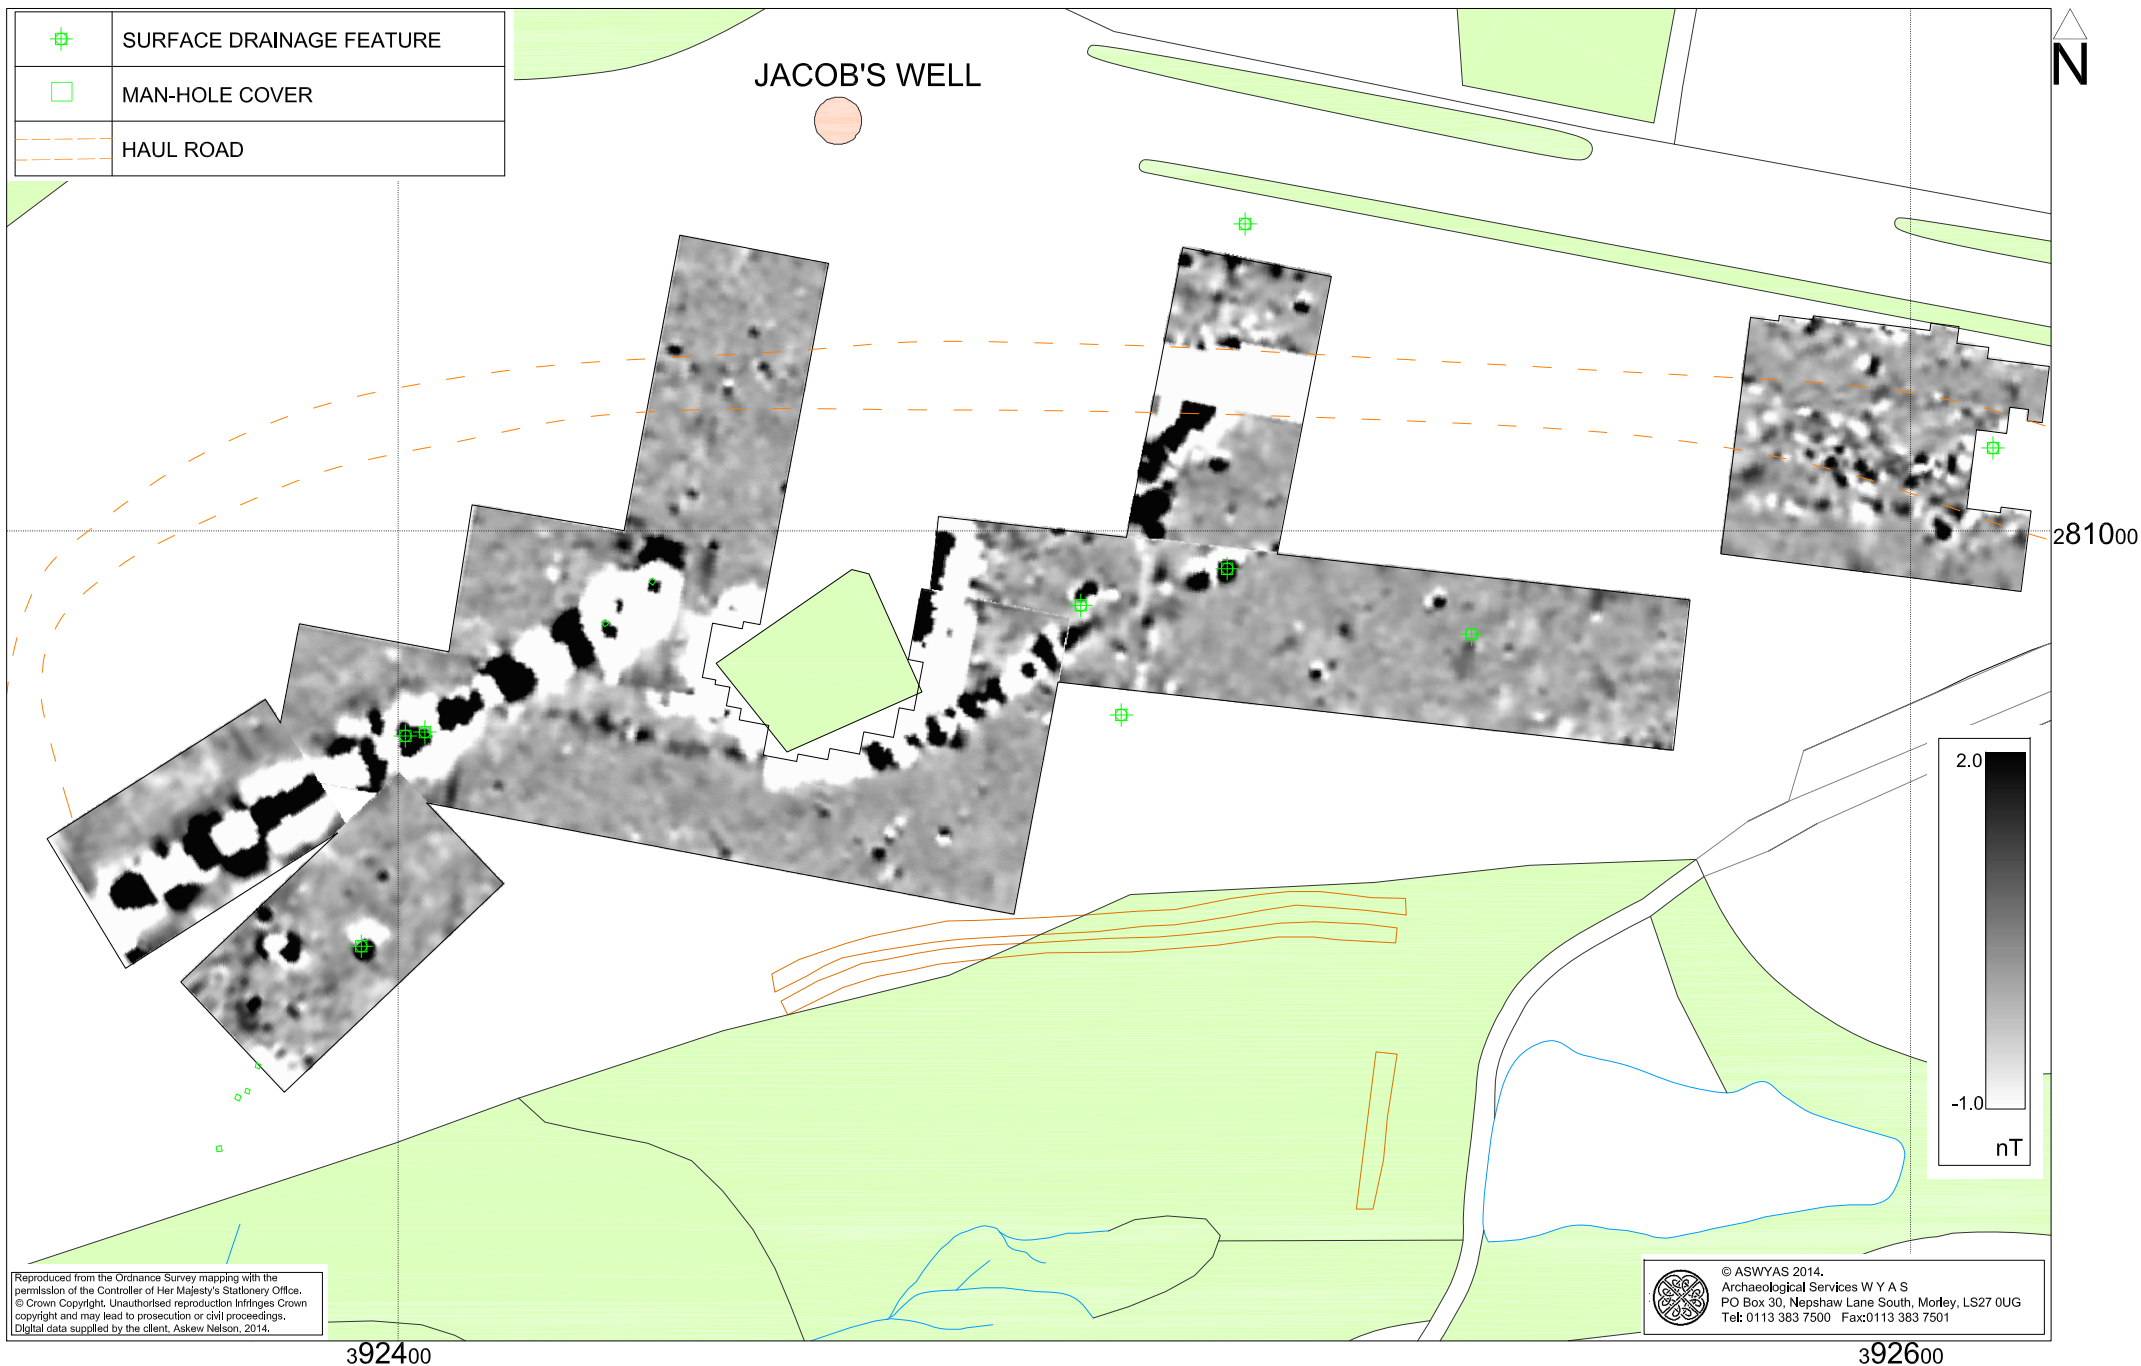 SURFACE DRAINAGE FEATURE
MAN-HOLE COVER
HAUL ROAD
JACOB'S WELL
N
281000
2.0
-1.0
nT
Reproduced from the Ordnance Survey mapping with the
permission of the Controller of Her Majesty's Stationery Office.
© Crown Copyright. Unauthorised reproduction infringes Crown
copyright and may lead to prosecution or civil proceedings.
Digital data supplied by the client, Askew Nelson, 2014.
© ASWYAS 2014.
Archaeological Services W Y A S
PO Box 30, Nepshaw Lane South, Morley, LS27 0UG
Tel: 0113 383 7500 Fax:0113 383 7501
392400
392600